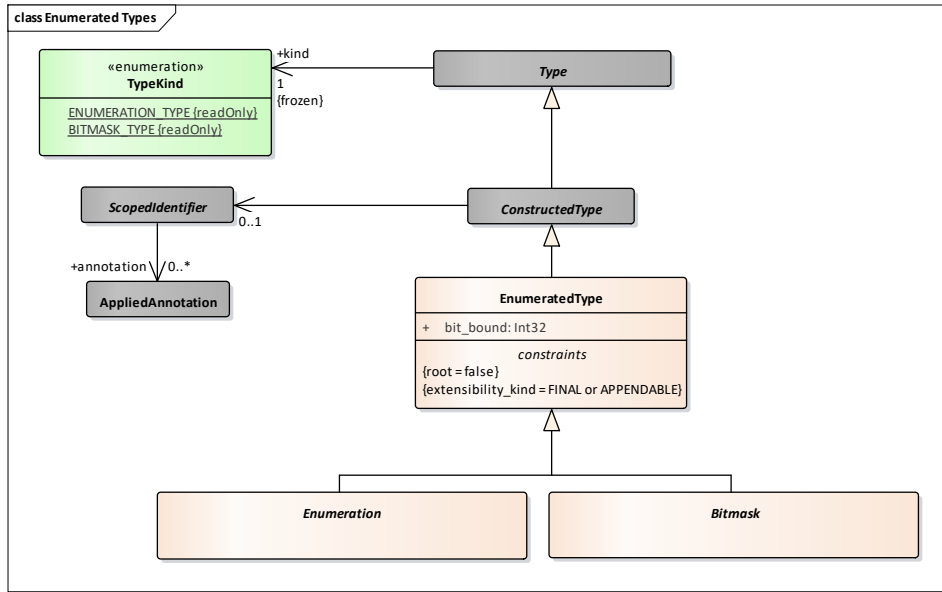 class Enumerated Types
«enumeration»
TypeKind
ENUMERATION_TYPE {readOnly}
BITMASK_TYPE {readOnly}
+kind
1
{frozen}
Type
ScopedIdentifier
0..1
ConstructedType
+annotation
0..*
AppliedAnnotation
EnumeratedType
+ bit_bound: Int32
constraints
{root = false}
{extensibility_kind = FINAL or APPENDABLE}
Enumeration
Bitmask